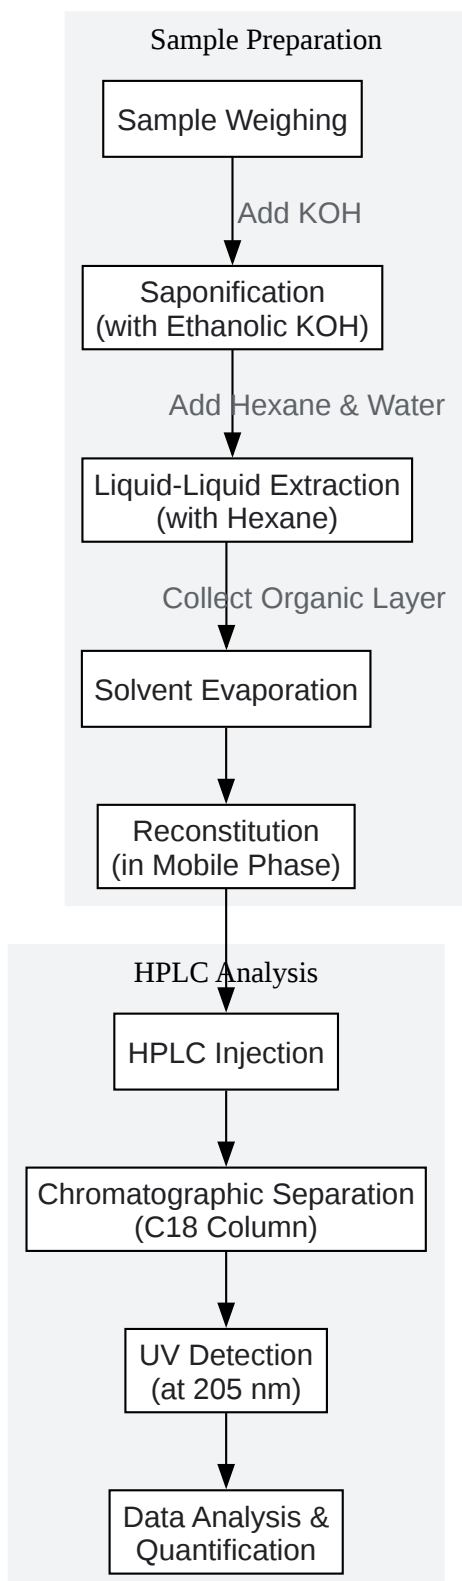 Sample Preparation
Sample Weighing
Add KOH
Saponification
(with Ethanolic KOH)
Add Hexane & Water
Liquid-Liquid Extraction
(with Hexane)
Collect Organic Layer
Solvent Evaporation
Reconstitution
(in Mobile Phase)
HPLC Analysis
HPLC Injection
Chromatographic Separation
(C18 Column)
UV Detection
(at 205 nm)
Data Analysis &
Quantification